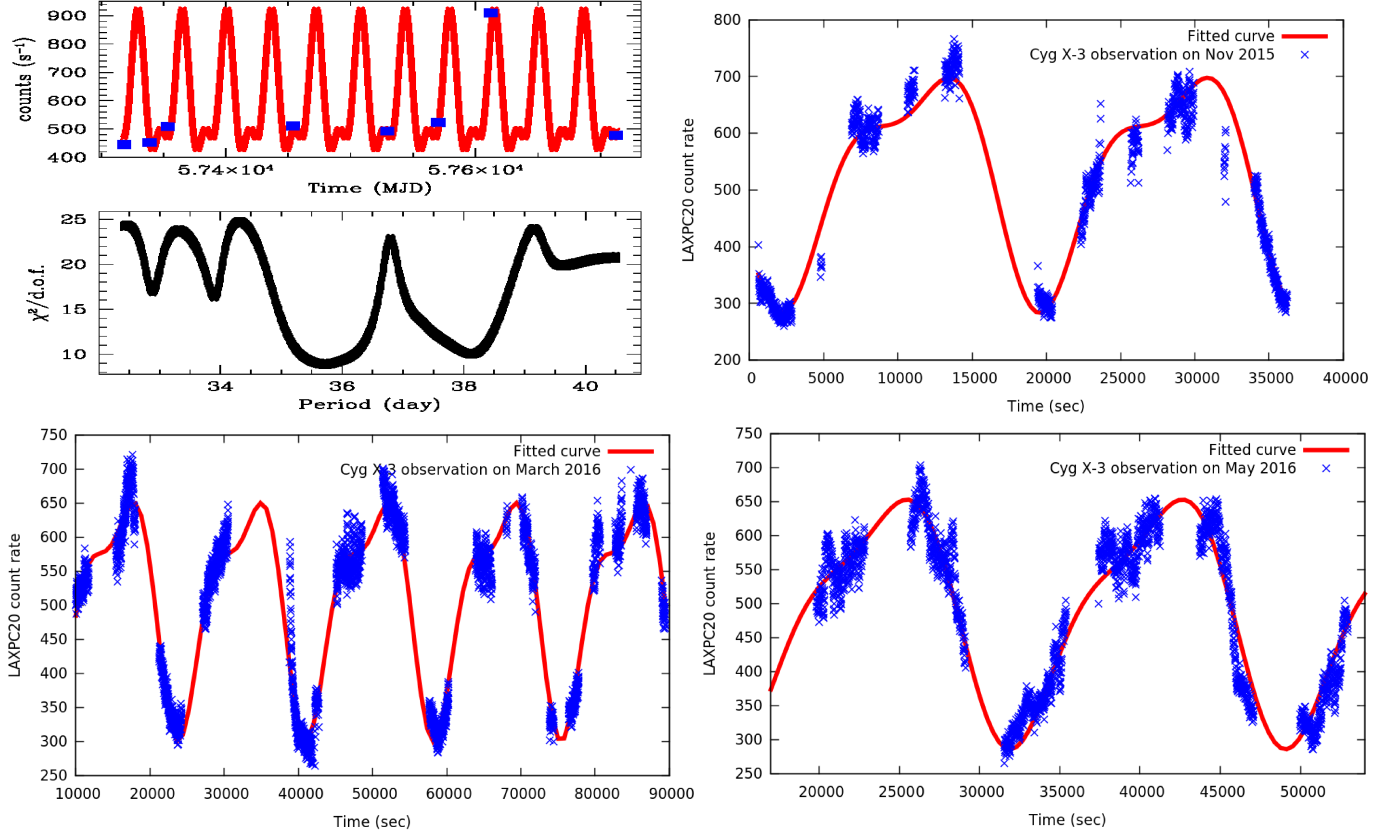 900
800
700
600
500
400
counts (s⁻¹)
5.74×10⁴ 5.76×10⁴
Time (MJD)
25
20
15
10
χ²/d.o.f.
34 36 38 40
Period (day)
800
700
600
500
400
300
200
LAXPC20 count rate
Fitted curve
Cyg X-3 observation on Nov 2015
0 5000 10000 15000 20000 25000 30000 35000 40000
Time (sec)
750
700
650
600
550
500
450
400
350
300
250
LAXPC20 count rate
Fitted curve
Cyg X-3 observation on March 2016
10000 20000 30000 40000 50000 60000 70000 80000 90000
Time (sec)
750
700
650
600
550
500
450
400
350
300
250
LAXPC20 count rate
Fitted curve
Cyg X-3 observation on May 2016
20000 25000 30000 35000 40000 45000 50000
Time (sec)